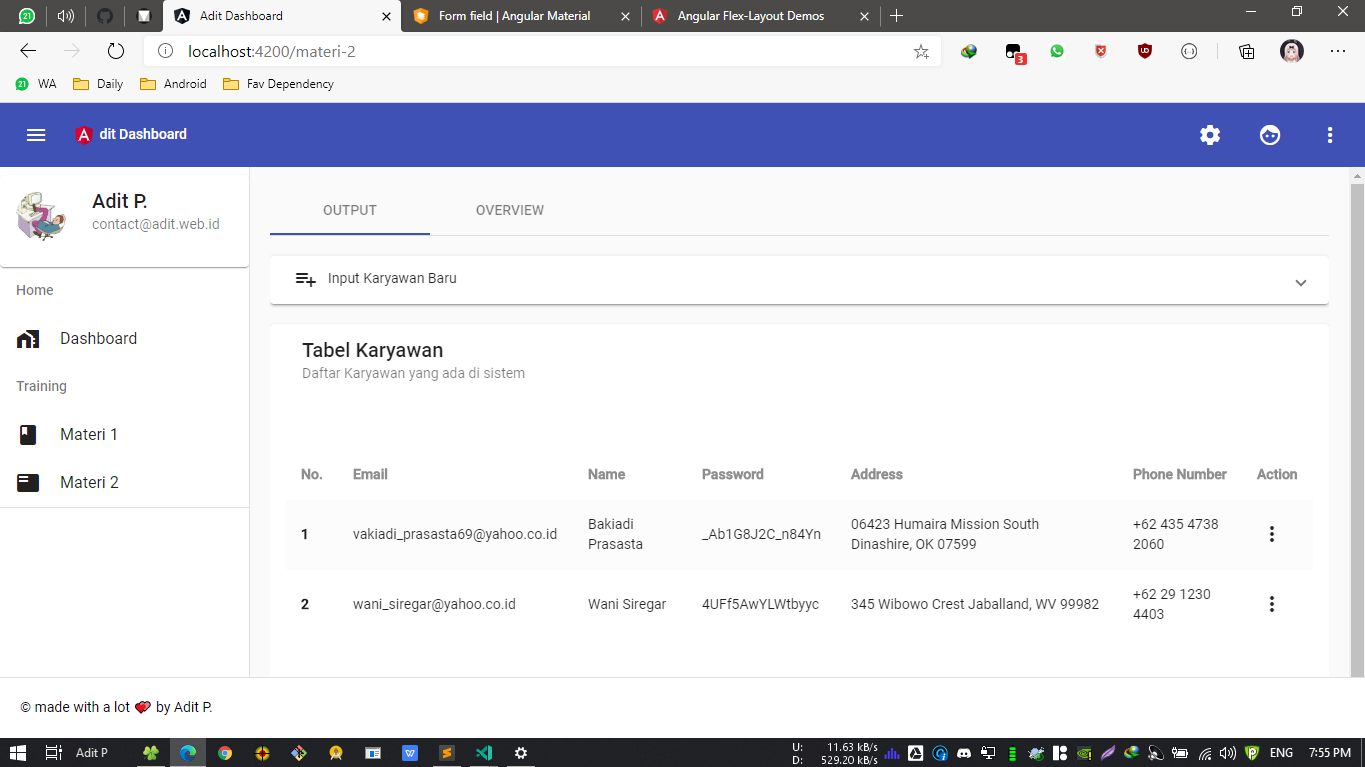 Adit Dashboard
Form field | Angular Material
Angular Flex-Layout Demos
localhost:4200/materi-2
3
21 WA
Daily
Android
Fav Dependency
dit Dashboard
Adit P.
contact@adit.web.id
Home
Dashboard
Training
Materi 1
Materi 2
OUTPUT
OVERVIEW
Input Karyawan Baru
Tabel Karyawan
Daftar Karyawan yang ada di sistem
No. Email Name Password Address Phone Number Action
1 vakiadi_prasasta69@yahoo.co.id Bakiadi Prasasta _Ab1G8J2C_n84Yn 06423 Humaira Mission South Dinashire, OK 07599 +62 435 4738 2060
2 wani_siregar@yahoo.co.id Wani Siregar 4UFf5AwYLWtbyyc 345 Wibowo Crest Jaballand, WV 99982 +62 29 1230 4403
© made with a lot 💕 by Adit P.
Adit P
U: 11.63 kB/s
D: 529.20 kB/s
ENG
7:55 PM